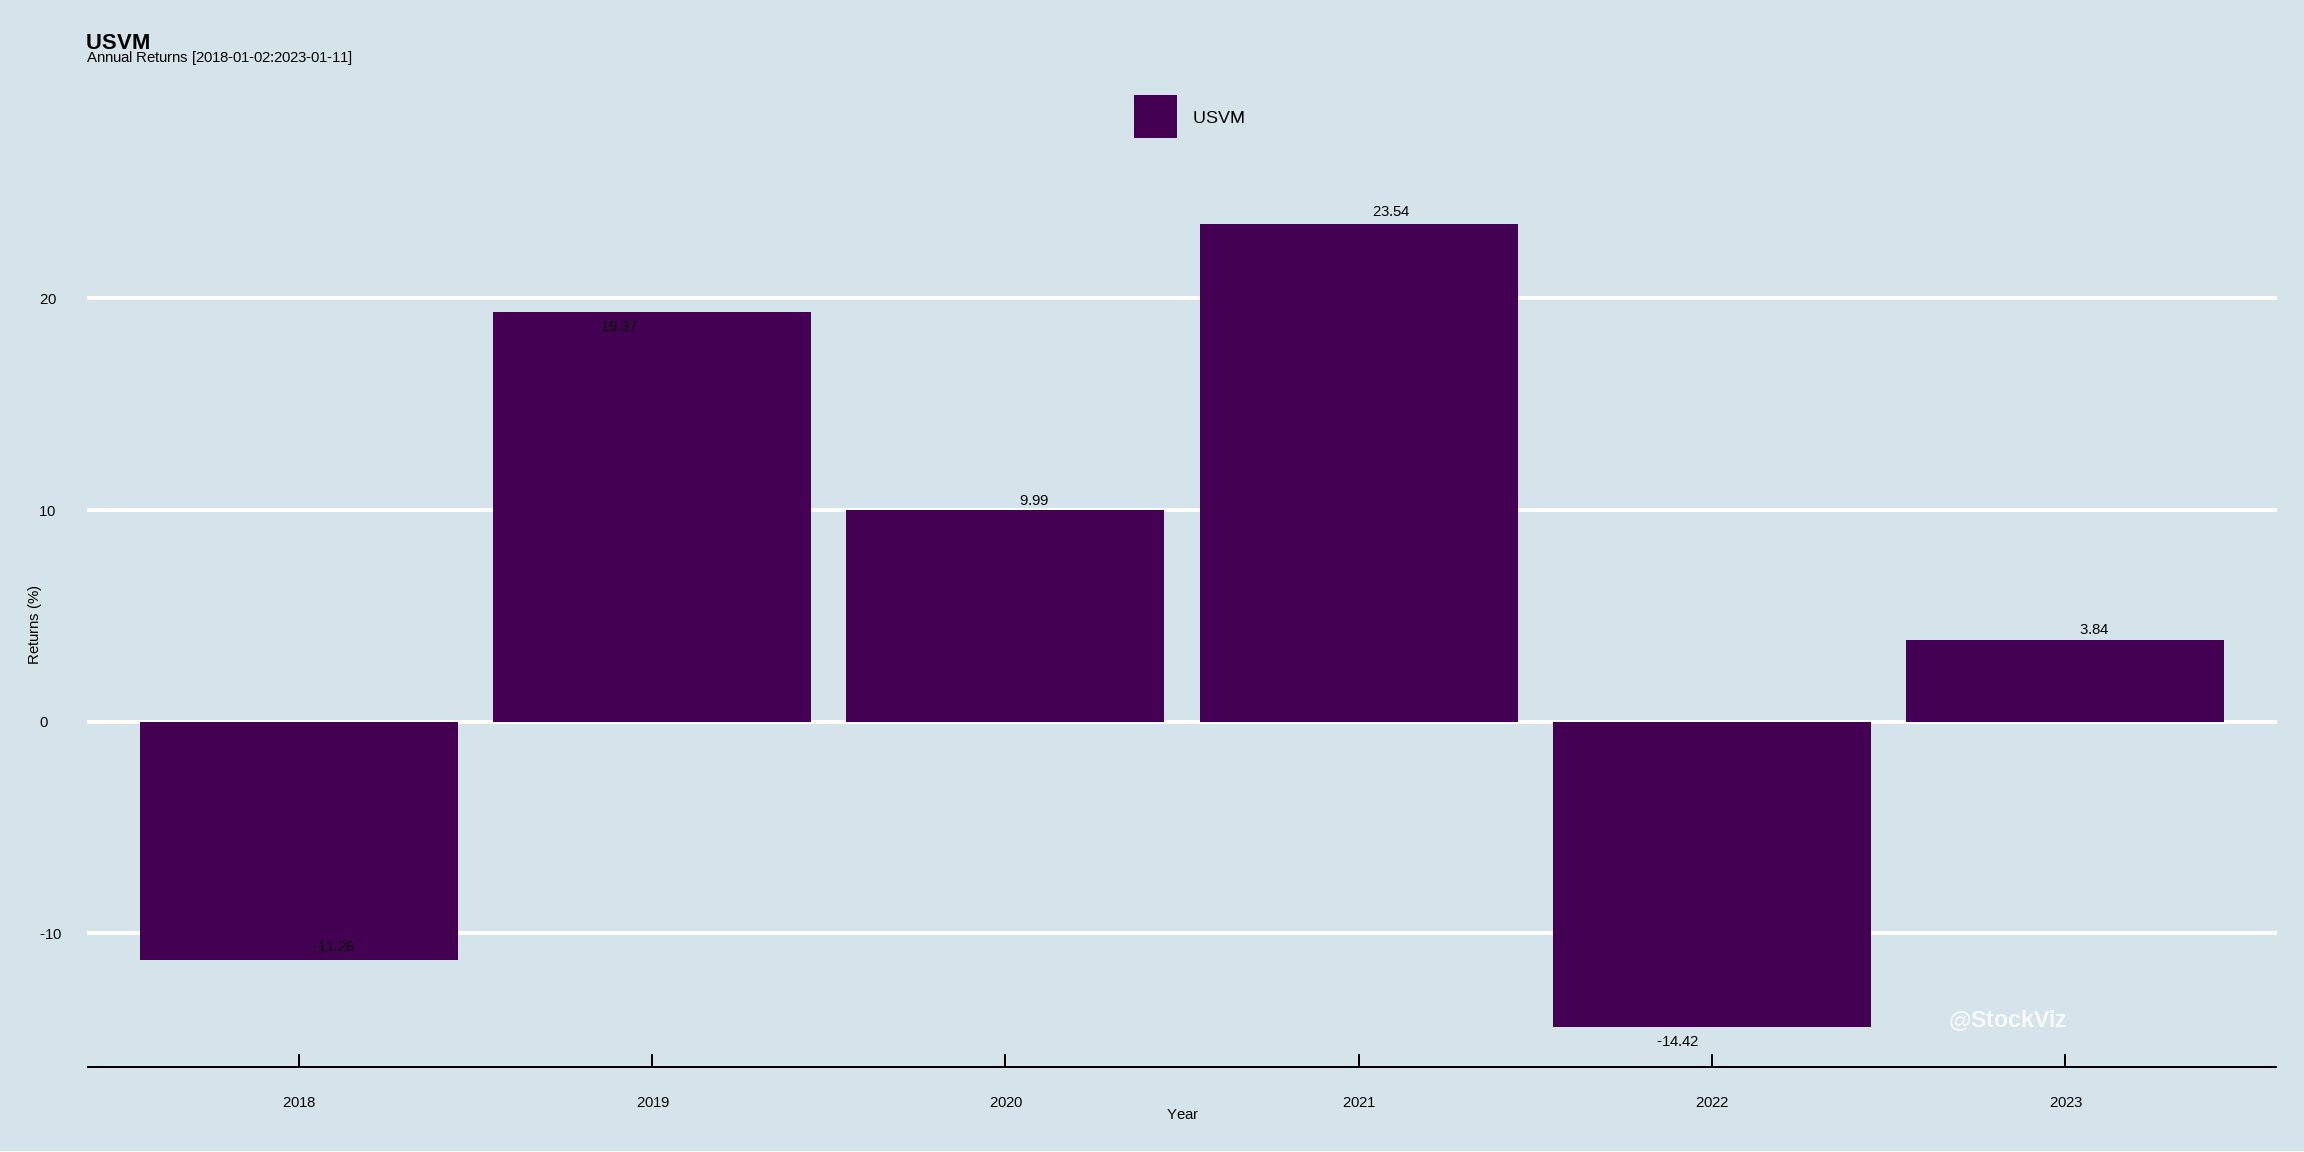 USVM
Annual Returns [2018-01-02:2023-01-11]
USVM
23.54
20
19.37
9.99
10
Returns (%)
3.84
0
-10
-11.26
@StockViz
-14.42
2018 2019 2020 2021 2022 2023
Year